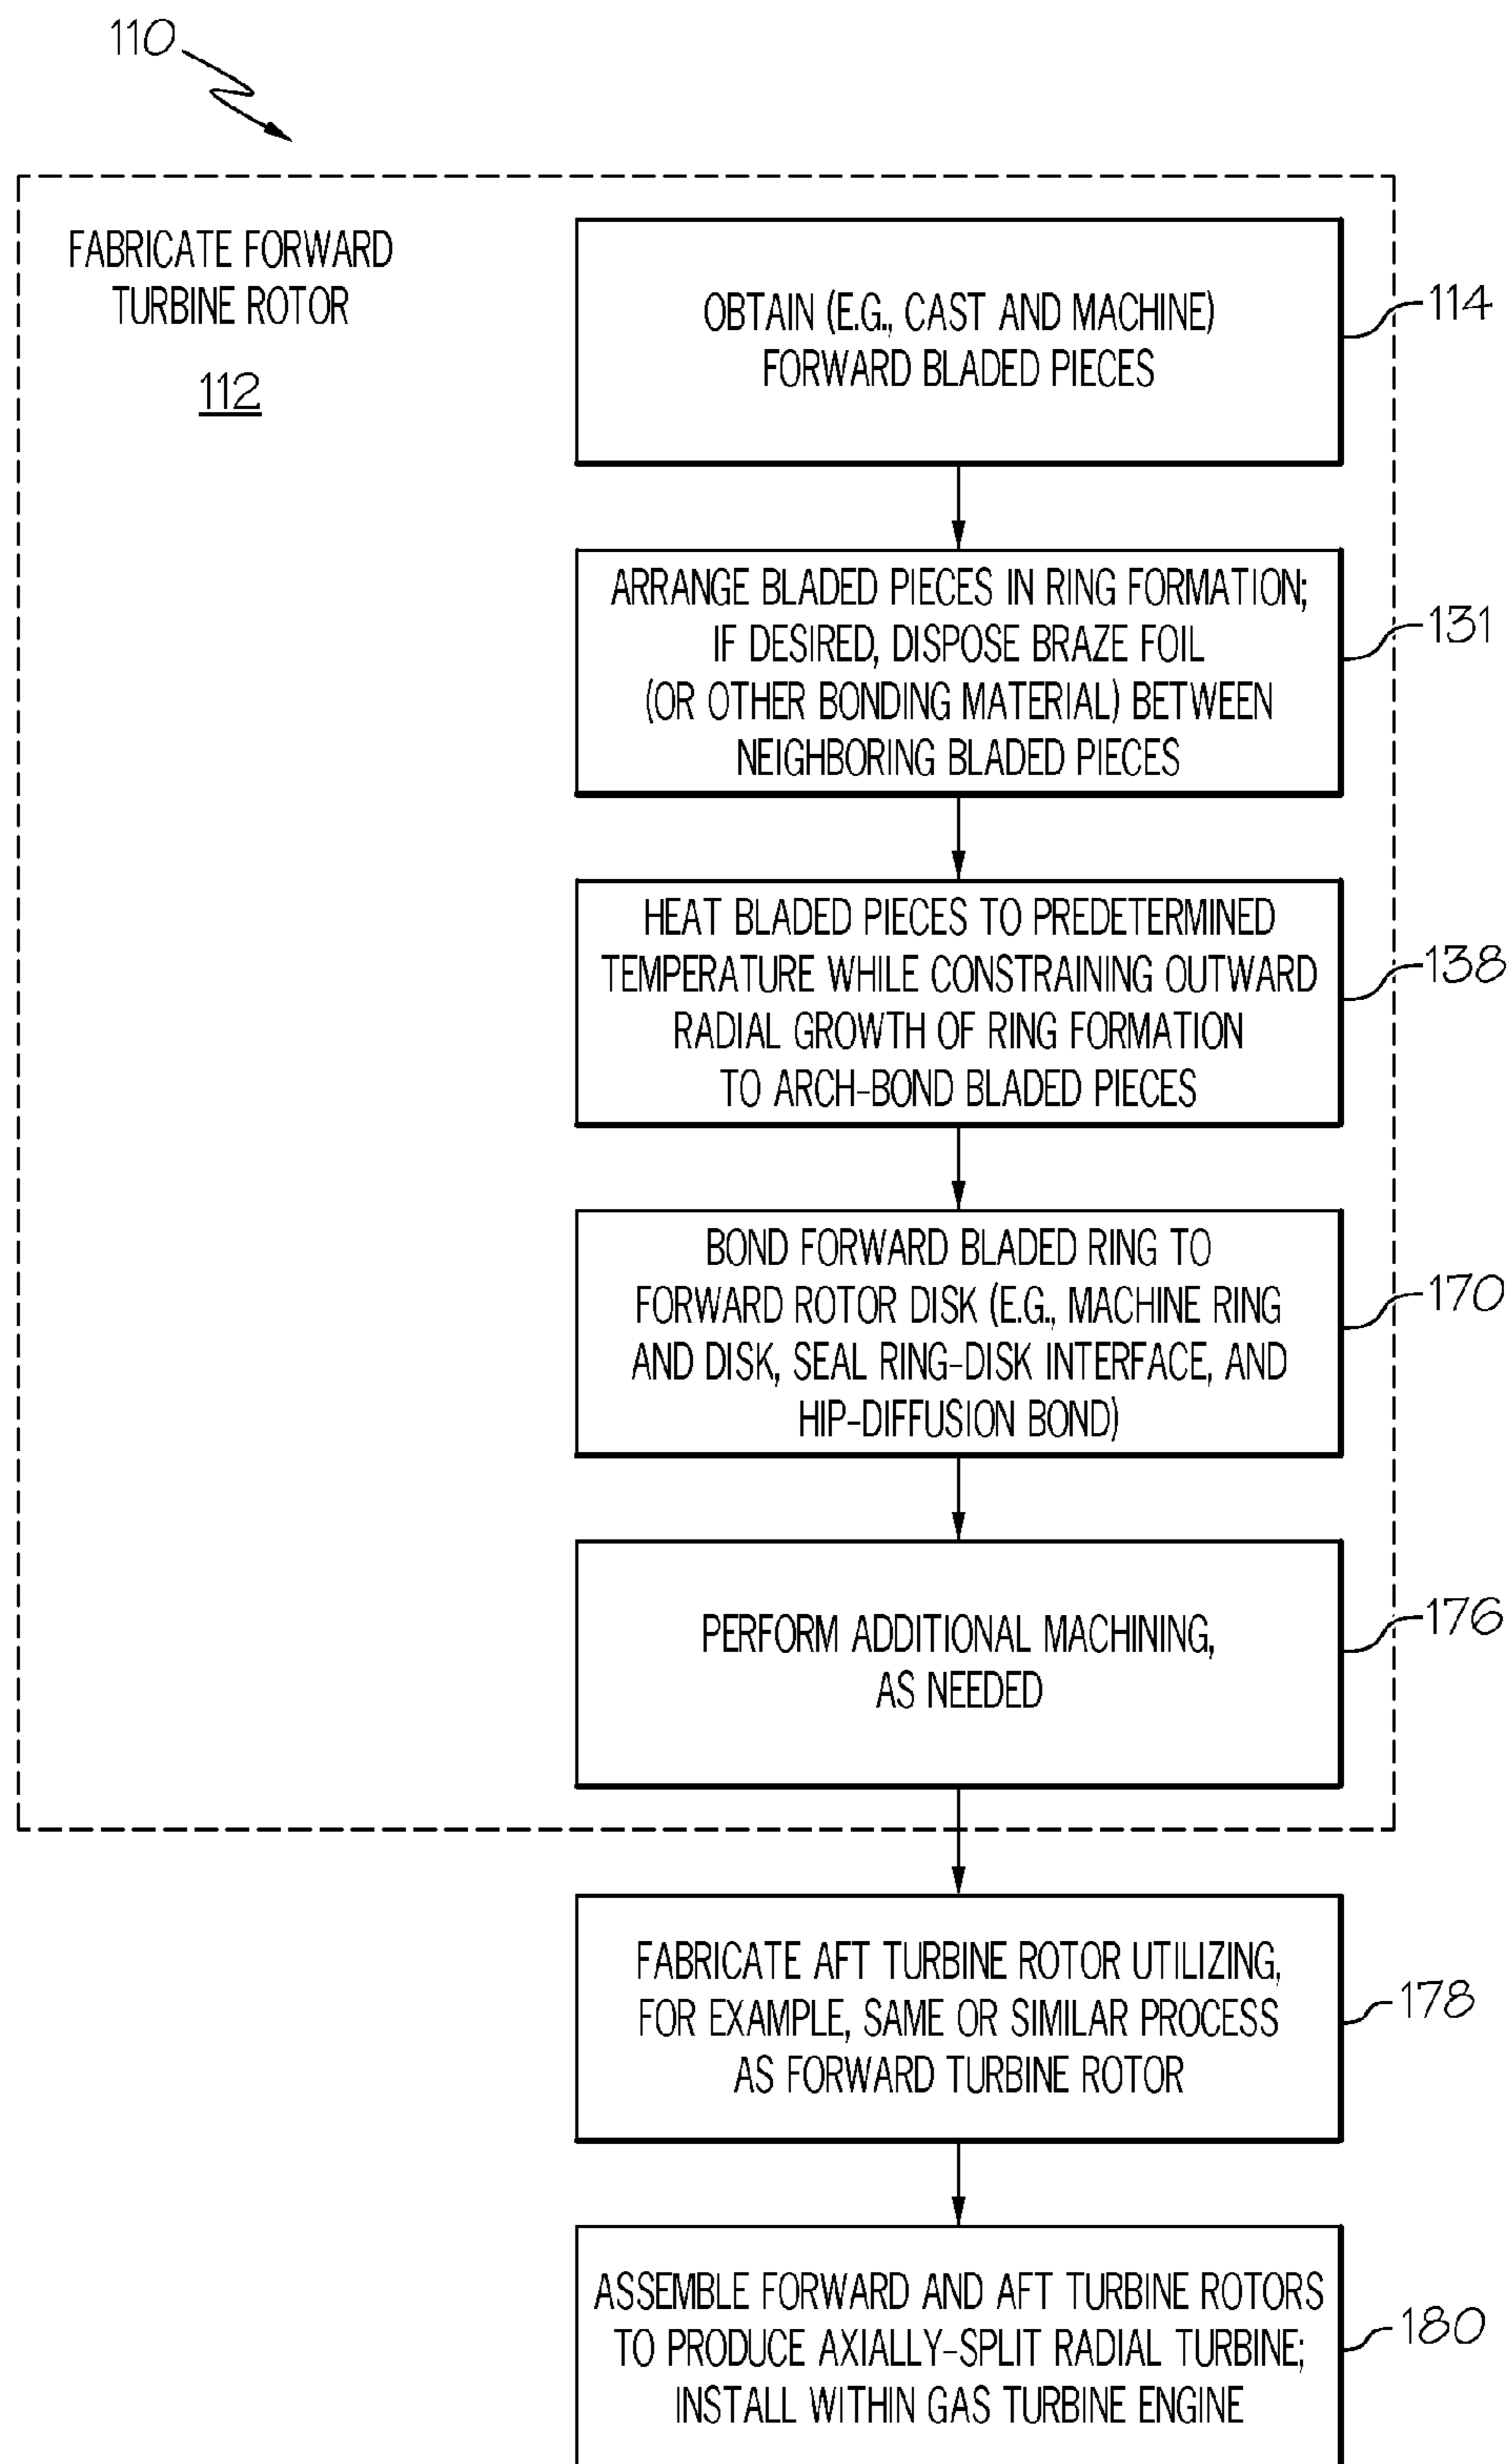 110
FABRICATE FORWARD
TURBINE ROTOR
112
OBTAIN (E.G., CAST AND MACHINE)
FORWARD BLADED PIECES
114
ARRANGE BLADED PIECES IN RING FORMATION;
IF DESIRED, DISPOSE BRAZE FOIL
(OR OTHER BONDING MATERIAL) BETWEEN
NEIGHBORING BLADED PIECES
131
HEAT BLADED PIECES TO PREDETERMINED
TEMPERATURE WHILE CONSTRAINING OUTWARD
RADIAL GROWTH OF RING FORMATION
TO ARCH-BOND BLADED PIECES
138
BOND FORWARD BLADED RING TO
FORWARD ROTOR DISK (E.G., MACHINE RING
AND DISK, SEAL RING-DISK INTERFACE, AND
HIP-DIFFUSION BOND)
170
PERFORM ADDITIONAL MACHINING,
AS NEEDED
176
FABRICATE AFT TURBINE ROTOR UTILIZING,
FOR EXAMPLE, SAME OR SIMILAR PROCESS
AS FORWARD TURBINE ROTOR
178
ASSEMBLE FORWARD AND AFT TURBINE ROTORS
TO PRODUCE AXIALLY-SPLIT RADIAL TURBINE;
INSTALL WITHIN GAS TURBINE ENGINE
180